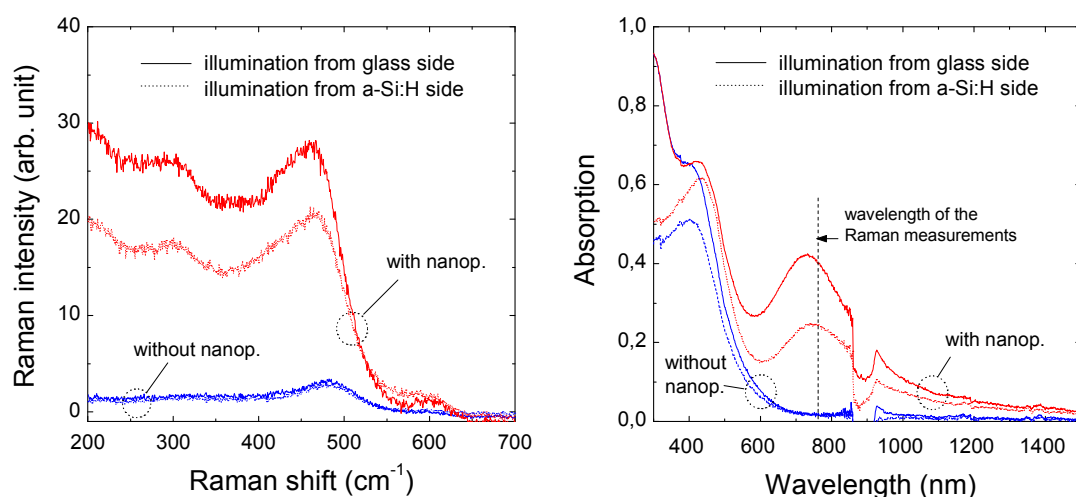 40
30
20
10
0
200
300
400
500
600
700
Raman intensity (arb. unit)
Raman shift (cm⁻¹)
illumination from glass side
illumination from a-Si:H side
with nanop.
without nanop.
1,0
0,8
0,6
0,4
0,2
0,0
400
600
800
1000
1200
1400
Absorption
Wavelength (nm)
illumination from glass side
illumination from a-Si:H side
wavelength of the
Raman measurements
without
nanop.
with nanop.